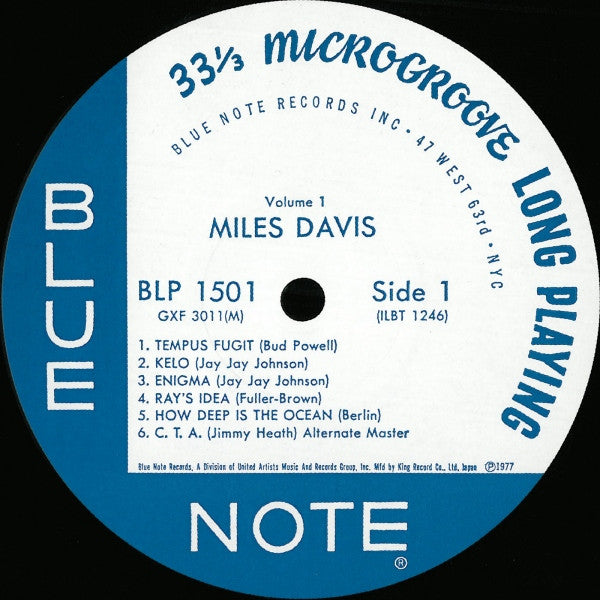 33⅓ MICROGROOVE LONG PLAYING
BLUE NOTE RECORDS INC • 47 WEST 63rd • NYC
Volume 1
MILES DAVIS
BLP 1501
GXF 3011(M)
Side 1
(ILBT 1246)
1. TEMPUS FUGIT (Bud Powell)
2. KELO (Jay Jay Johnson)
3. ENIGMA (Jay Jay Johnson)
4. RAY'S IDEA (Fuller-Brown)
5. HOW DEEP IS THE OCEAN (Berlin)
6. C. T. A. (Jimmy Heath) Alternate Master
Blue Note Records, A Division of United Artists Music And Records Group, Inc. Mfd by King Record Co., Ltd, Japan ℗1977
BLUE
NOTE®